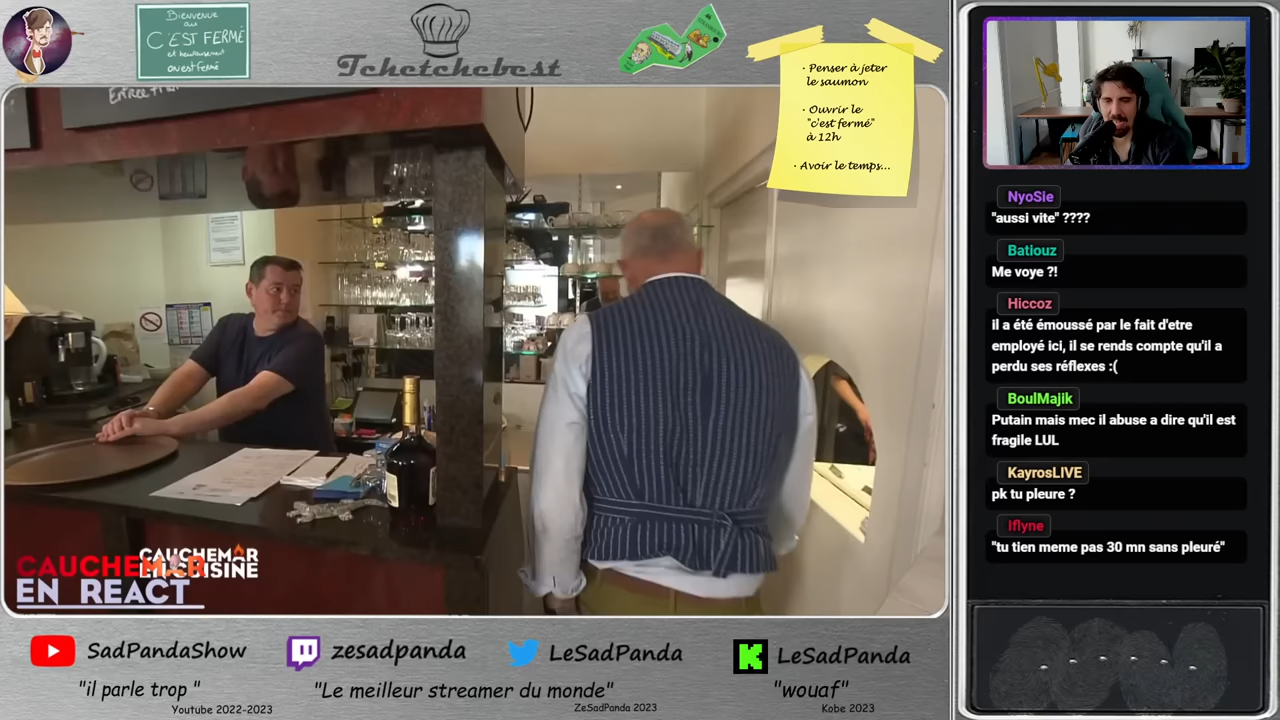 Bienvenue
au
C'EST FERMÉ
et heureusement
on est fermé
Tchetchebest
• Penser à jeter
le saumon
• Ouvrir le
"c'est fermé"
à 12h
• Avoir le temps...
NyoSle
"aussi vite" ????
Batiouz
Me voye ?!
Hiccoz
il a été émoussé par le fait d'etre
employé ici, il se rends compte qu'il a
perdu ses réflexes :(
BoulMajik
Putain mais mec il abuse a dire qu'il est
fragile LUL
KayrosLIVE
pk tu pleure ?
Iflyne
"tu tien meme pas 30 mn sans pleuré"
CAUCHEMAR
EN CUISINE
CAUCHEMAR
EN REACT
SadPandaShow
"il parle trop "
Youtube 2022-2023
zesadpanda
"Le meilleur streamer du monde"
ZeSadPanda 2023
LeSadPanda
LeSadPanda
"wouaf"
Kobe 2023